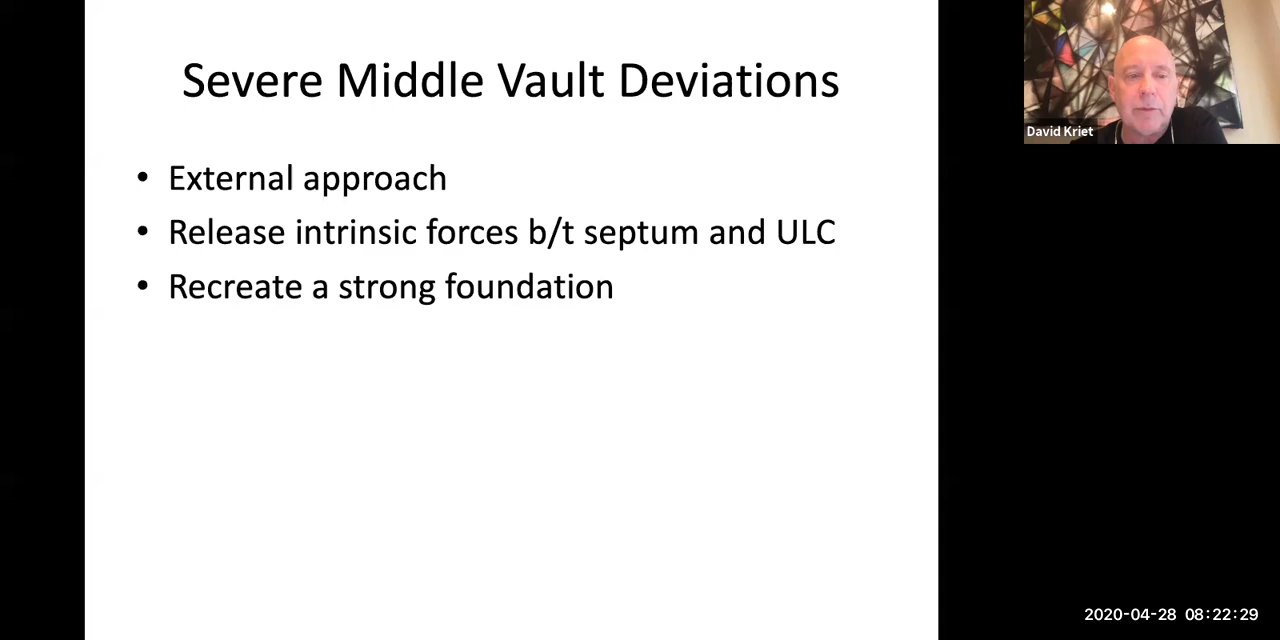 Severe Middle Vault Deviations
• External approach
• Release intrinsic forces b/t septum and ULC
• Recreate a strong foundation
David Kriet
2020-04-28 08:22:29